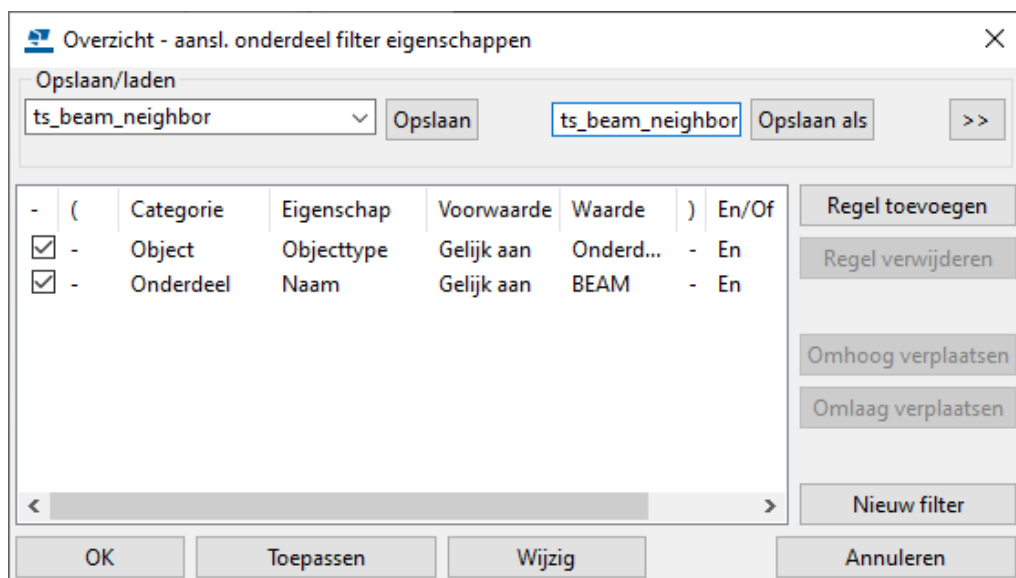 Overzicht - aansl. onderdeel filter eigenschappen
Opslaan/laden
ts_beam_neighbor Opslaan ts_beam_neighbor Opslaan als >>
- ( Categorie Eigenschap Voorwaarde Waarde ) En/Of
- Object Objecttype Gelijk aan Onderd... - En
- Onderdeel Naam Gelijk aan BEAM - En
Regel toevoegen
Regel verwijderen
Omhoog verplaatsen
Omlaag verplaatsen
Nieuw filter
OK Toepassen Wijzig Annuleren